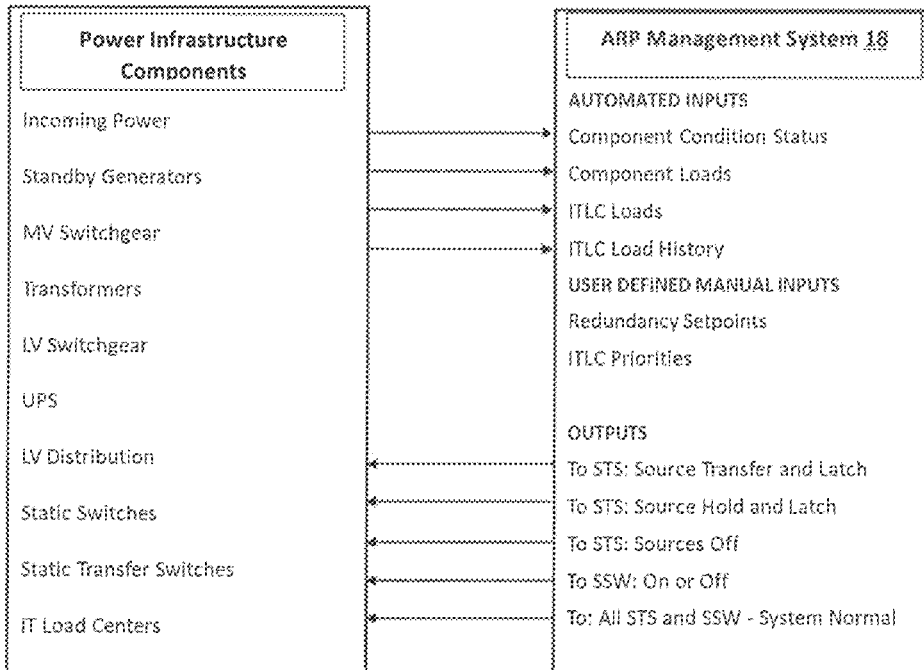 Power Infrastructure
Components
Incoming Power
Standby Generators
MV Switchgear
Transformers
LV Switchgear
UPS
LV Distribution
Static Switches
Static Transfer Switches
IT Load Centers
ARP Management System 18
AUTOMATED INPUTS
Component Condition Status
Component Loads
ITLC Loads
ITLC Load History
USER DEFINED MANUAL INPUTS
Redundancy Setpoints
ITLC Priorities
OUTPUTS
To STS: Source Transfer and Latch
To STS: Source Hold and Latch
To STS: Sources Off
To SSW: On or Off
To: All STS and SSW - System Normal